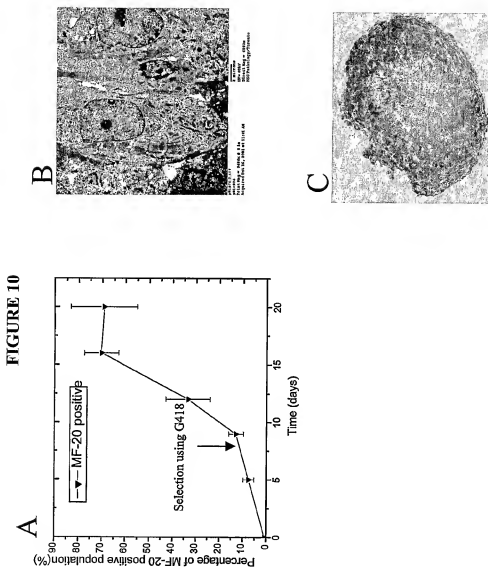 FIGURE 10
A
MF-20 positive
Percentage of MF-20 positive population(%)
90
80
70
60
50
40
30
20
10
0
Selection using G418
0
5
10
15
20
Time (days)
B
C